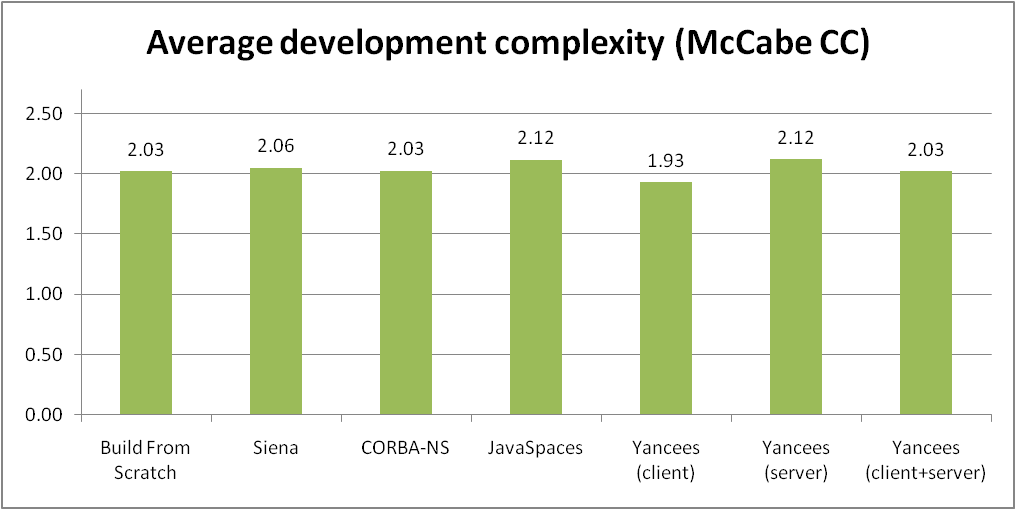 Average development complexity (McCabe CC)
2.50
2.00
1.50
1.00
0.50
0.00
2.03
2.06
2.03
2.12
1.93
2.12
2.03
Build From
Scratch
Siena
CORBA-NS
JavaSpaces
Yancees
(client)
Yancees
(server)
Yancees
(client+server)